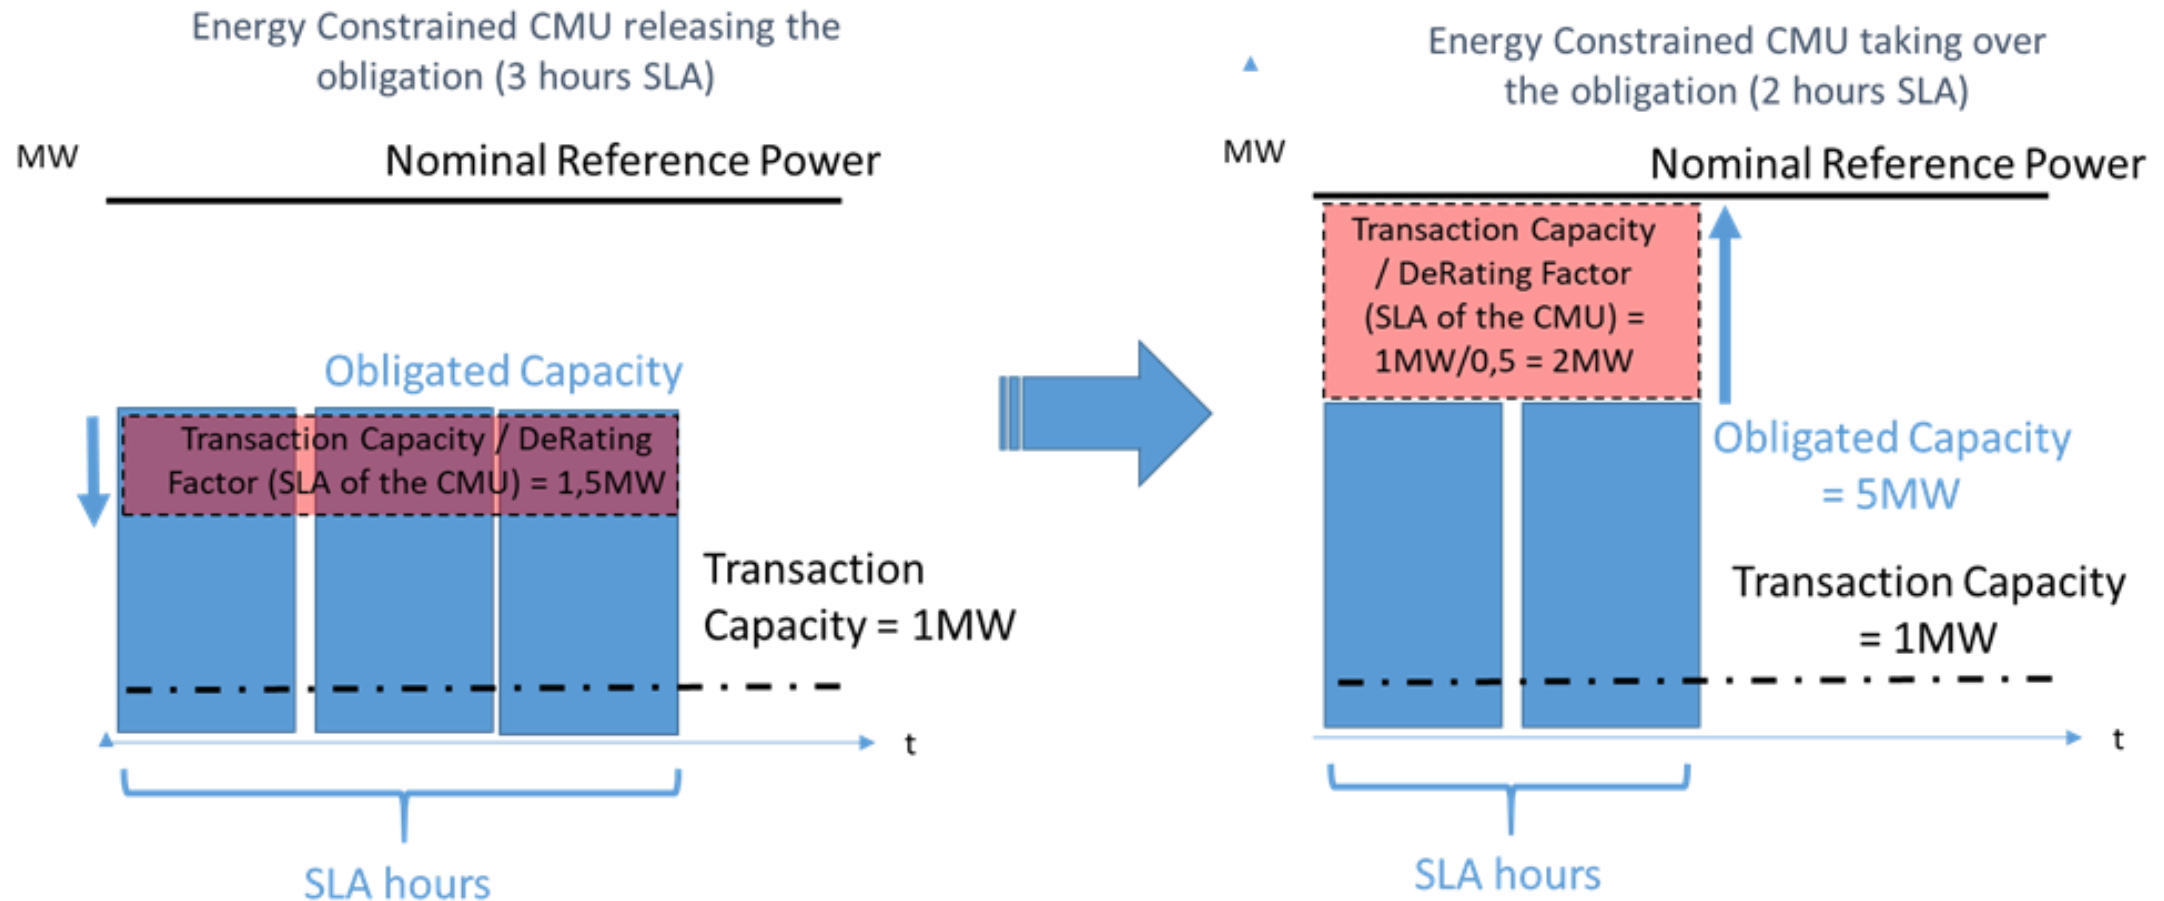 Energy Constrained CMU releasing the
obligation (3 hours SLA)
MW
Nominal Reference Power
Obligated Capacity
Transaction Capacity / DeRating
Factor (SLA of the CMU) = 1,5MW
Transaction
Capacity = 1MW
t
SLA hours
Energy Constrained CMU taking over
the obligation (2 hours SLA)
MW
Nominal Reference Power
Transaction Capacity
/ DeRating Factor
(SLA of the CMU) =
1MW/0,5 = 2MW
Obligated Capacity
= 5MW
Transaction Capacity
= 1MW
t
SLA hours